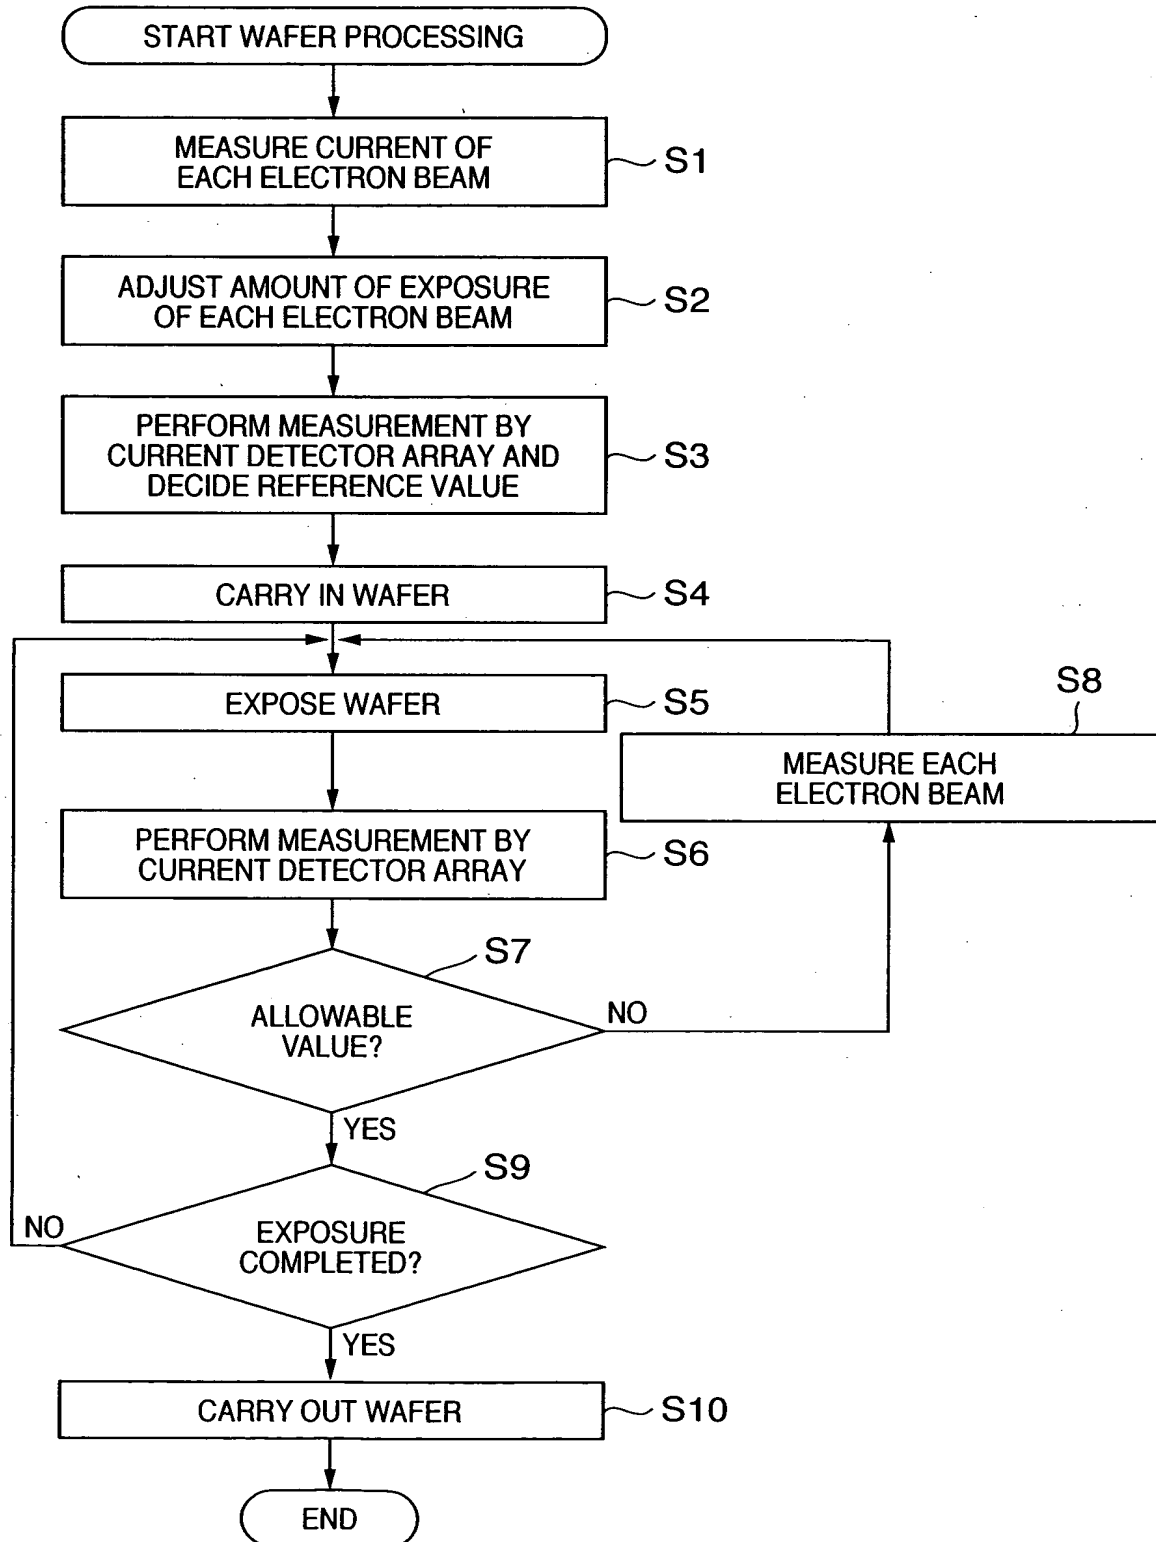 START WAFER PROCESSING
MEASURE CURRENT OF
EACH ELECTRON BEAM
S1
ADJUST AMOUNT OF EXPOSURE
OF EACH ELECTRON BEAM
S2
PERFORM MEASUREMENT BY
CURRENT DETECTOR ARRAY AND
DECIDE REFERENCE VALUE
S3
CARRY IN WAFER
S4
EXPOSE WAFER
S5
S8
MEASURE EACH
ELECTRON BEAM
PERFORM MEASUREMENT BY
CURRENT DETECTOR ARRAY
S6
S7
ALLOWABLE
VALUE?
NO
YES
S9
EXPOSURE
COMPLETED?
NO
YES
CARRY OUT WAFER
S10
END